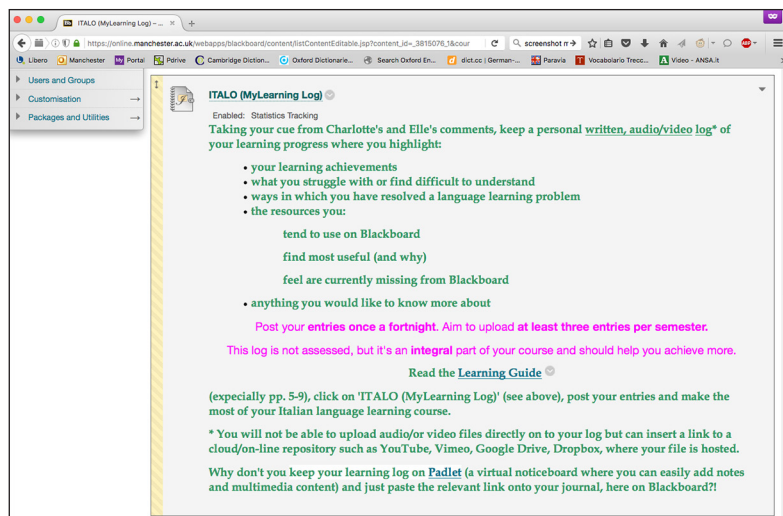 ITALO (MyLearning Log) – ...
https://online.manchester.ac.uk/webapps/blackboard/content/listContentEditable.jsp?content_id=_3815076_1&cour
screenshot m
Libero Manchester My Portal Pdrive Cambridge Diction... Oxford Dictionarie... Search Oxford En... dict.cc | German-... Paravia Vocabolario Trecc... Video - ANSA.it
Users and Groups
Customisation
Packages and Utilities
ITALO (MyLearning Log)
Enabled: Statistics Tracking
Taking your cue from Charlotte's and Elle's comments, keep a personal written, audio/video log* of
your learning progress where you highlight:
• your learning achievements
• what you struggle with or find difficult to understand
• ways in which you have resolved a language learning problem
• the resources you:
tend to use on Blackboard
find most useful (and why)
feel are currently missing from Blackboard
• anything you would like to know more about
Post your entries once a fortnight. Aim to upload at least three entries per semester.
This log is not assessed, but it's an integral part of your course and should help you achieve more.
Read the Learning Guide
(expecially pp. 5-9), click on 'ITALO (MyLearning Log)' (see above), post your entries and make the
most of your Italian language learning course.
* You will not be able to upload audio/or video files directly on to your log but can insert a link to a
cloud/on-line repository such as YouTube, Vimeo, Google Drive, Dropbox, where your file is hosted.
Why don't you keep your learning log on Padlet (a virtual noticeboard where you can easily add notes
and multimedia content) and just paste the relevant link onto your journal, here on Blackboard?!